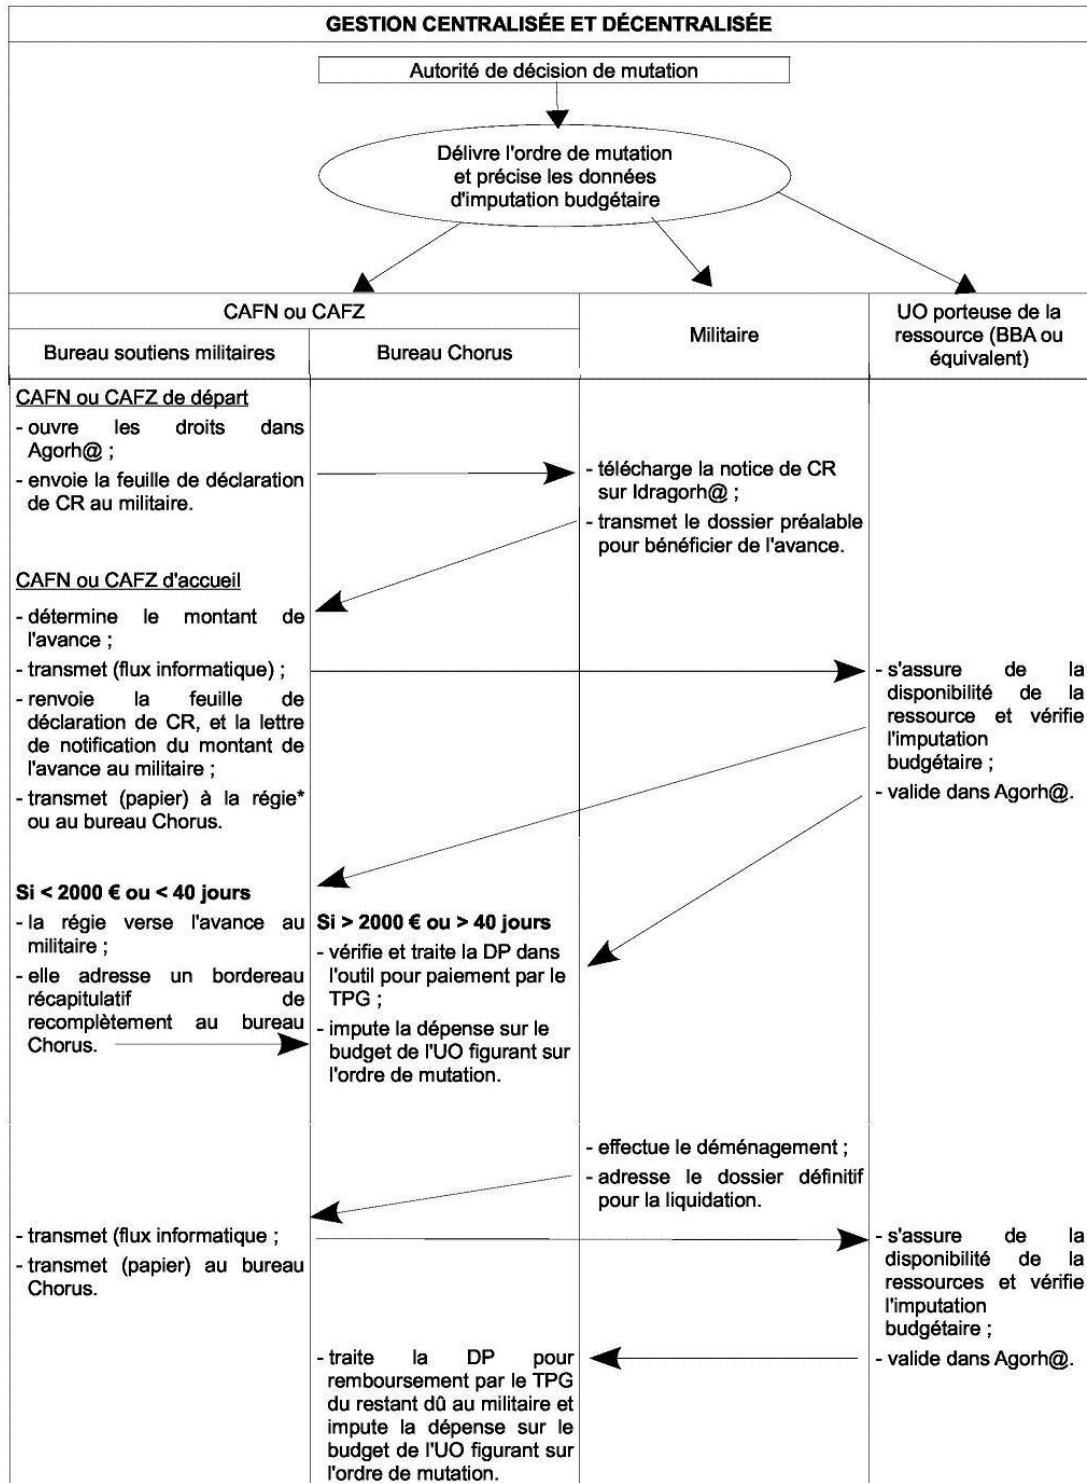 GESTION CENTRALISÉE ET DÉCENTRALISÉE
Autorité de décision de mutation
Délivre l'ordre de mutation
et précise les données
d'imputation budgétaire
CAFN ou CAFZ
Bureau soutiens militaires
Bureau Chorus
Militaire
UO porteuse de la
ressource (BBA ou
équivalent)
CAFN ou CAFZ de départ
- ouvre les droits dans
Agorh@ ;
- envoie la feuille de déclaration
de CR au militaire.
- télécharge la notice de CR
sur Idragorh@ ;
- transmet le dossier préalable
pour bénéficier de l'avance.
CAFN ou CAFZ d'accueil
- détermine le montant de
l'avance ;
- transmet (flux informatique) ;
- renvoie la feuille de
déclaration de CR, et la lettre
de notification du montant de
l'avance au militaire ;
- transmet (papier) à la régie*
ou au bureau Chorus.
- s'assure de la
disponibilité de la
ressource et vérifie
l'imputation
budgétaire ;
- valide dans Agorh@.
Si < 2000 € ou < 40 jours
- la régie verse l'avance au
militaire ;
- elle adresse un bordereau
récapitulatif de
recomplètement au bureau
Chorus.
Si > 2000 € ou > 40 jours
- vérifie et traite la DP dans
l'outil pour paiement par le
TPG ;
- impute la dépense sur le
budget de l'UO figurant sur
l'ordre de mutation.
- effectue le déménagement ;
- adresse le dossier définitif
pour la liquidation.
- transmet (flux informatique ;
- transmet (papier) au bureau
Chorus.
- s'assure de la
disponibilité de la
ressources et vérifie
l'imputation
budgétaire ;
- valide dans Agorh@.
- traite la DP pour
remboursement par le TPG
du restant dû au militaire et
impute la dépense sur le
budget de l'UO figurant sur
l'ordre de mutation.